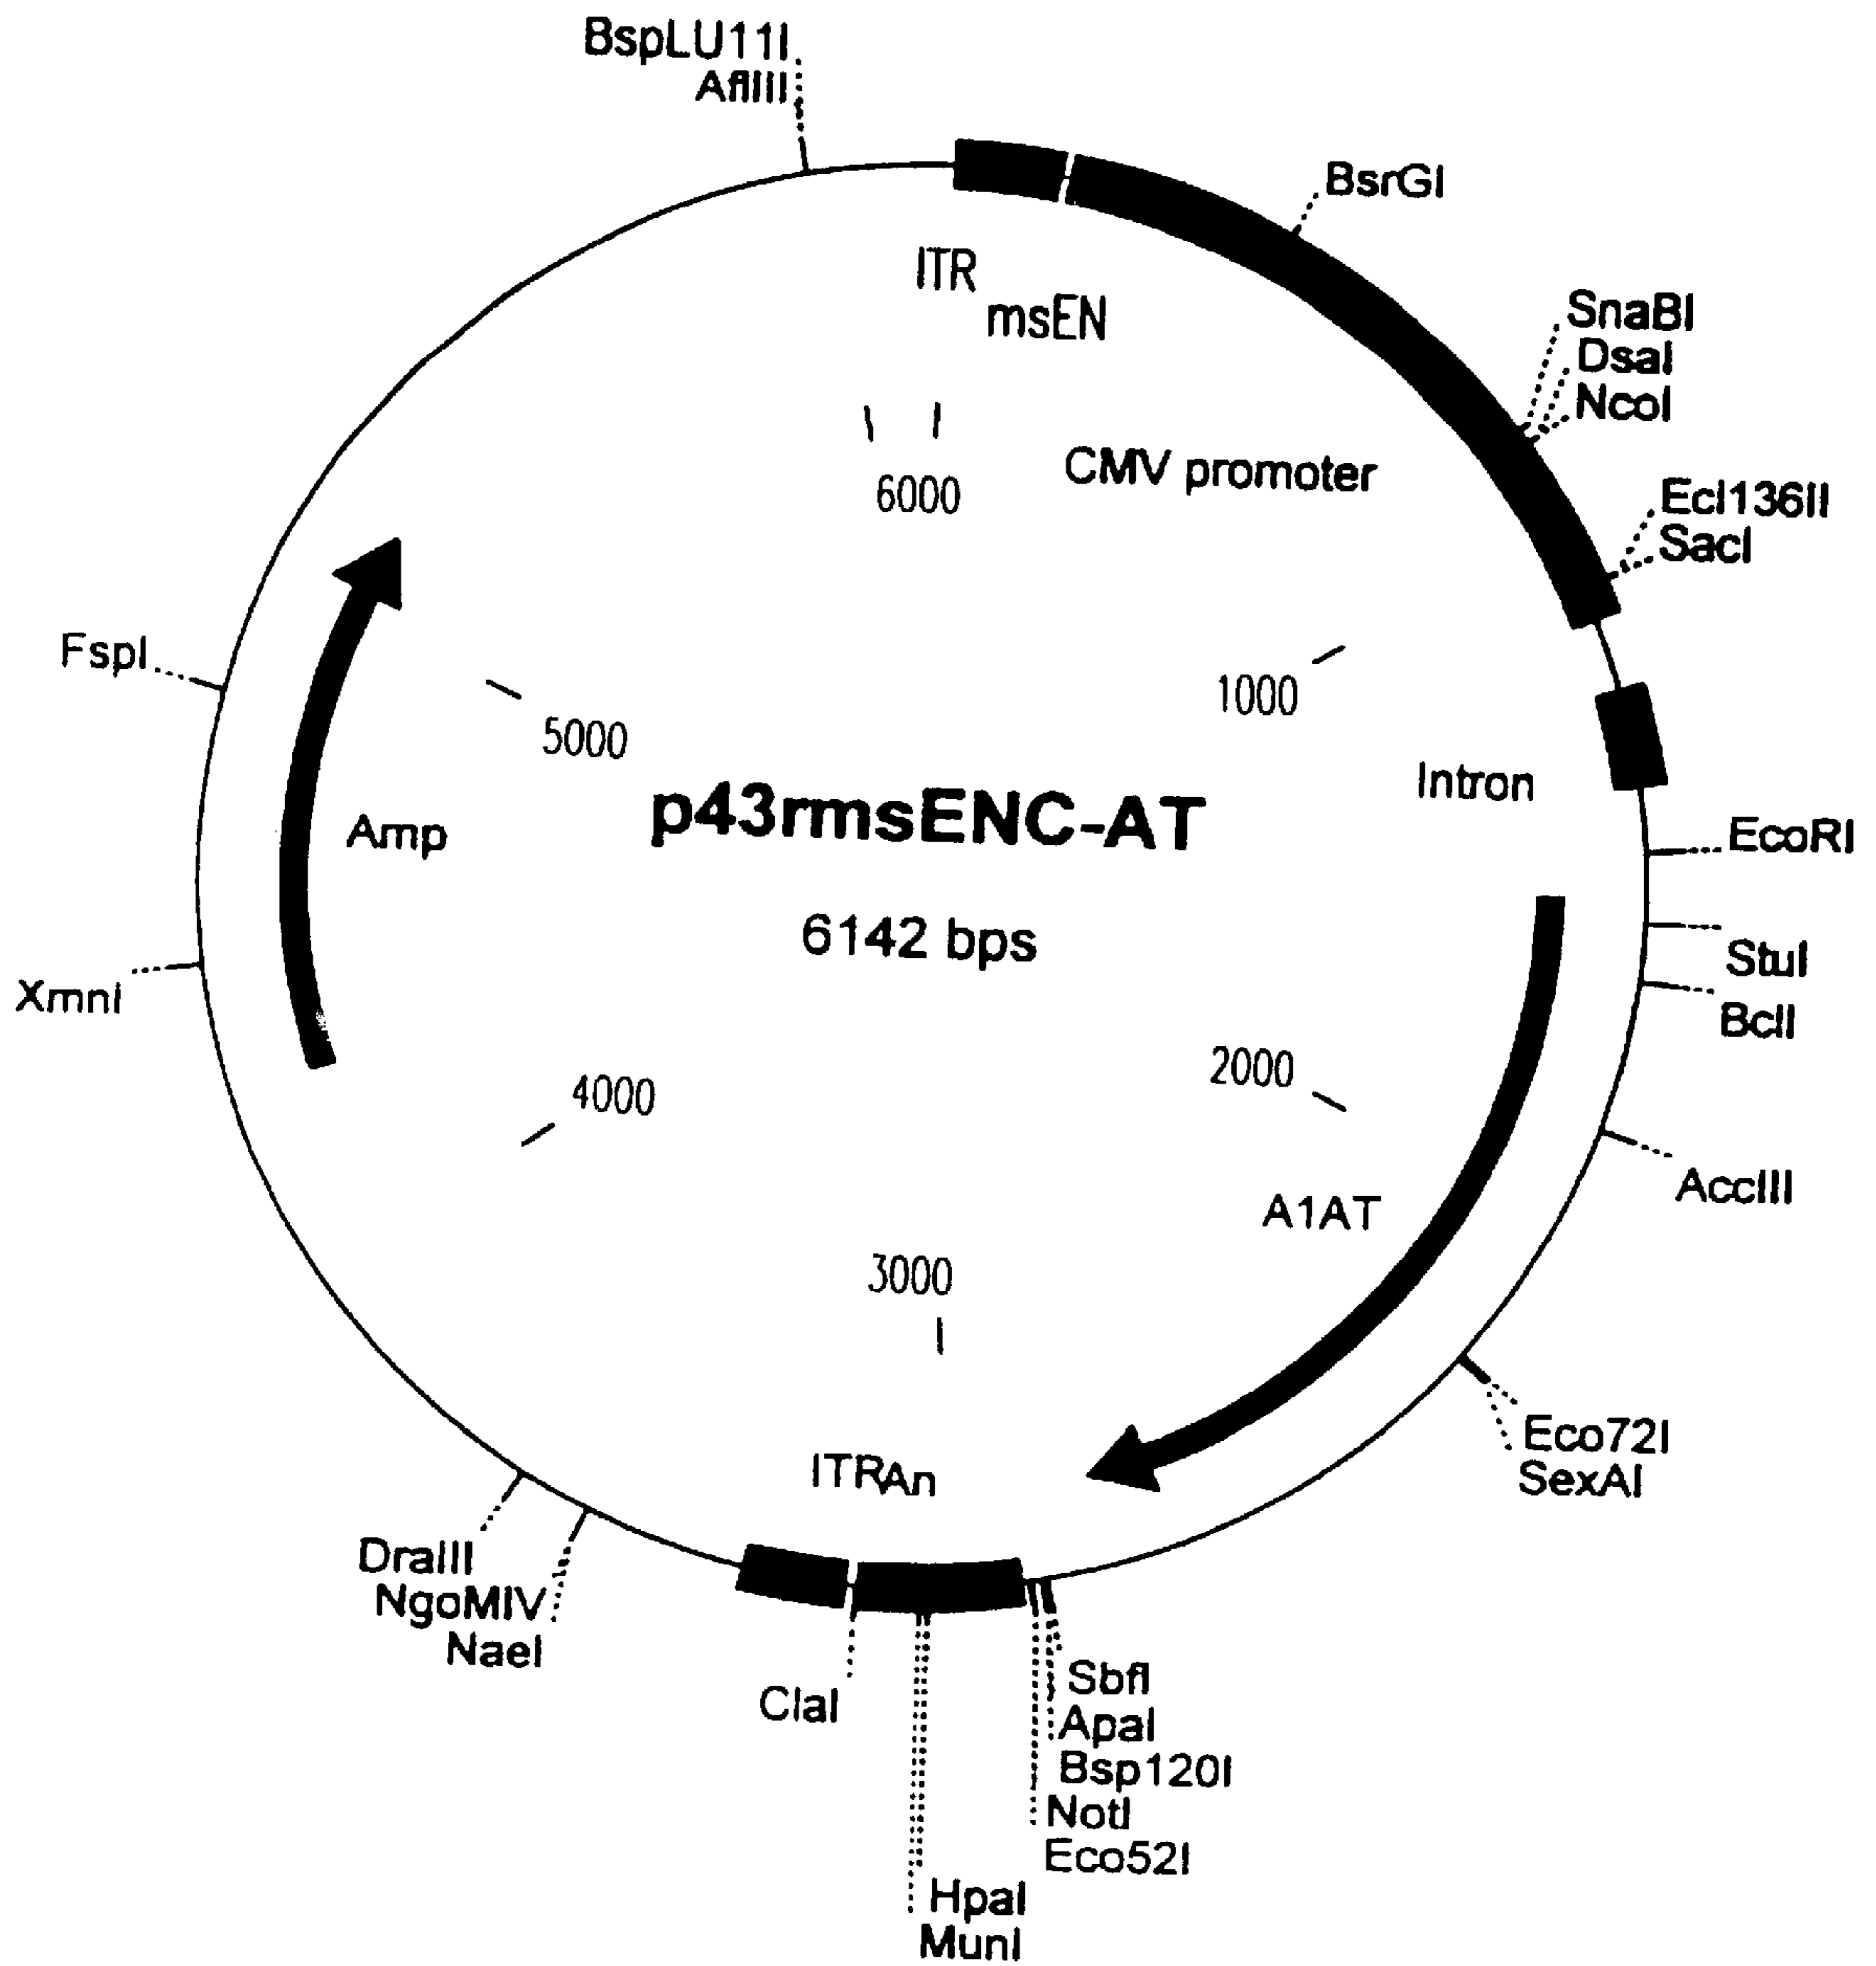 BspLU11I
AflIII
BsrGI
ITR
msEN
SnaBI
DsaI
NcoI
CMV promoter
6000
Ecl136II
SacI
FspI
1000
5000
Intron
p43rmsENC-AT
Amp
EcoRI
6142 bps
StuI
XmnI
BclI
2000
4000
AccIII
A1AT
3000
Eco72I
SexAI
ITRAn
DraIII
NgoMIV
NaeI
ClaI
SbfI
ApaI
Bsp120I
NotI
Eco52I
HpaI
MunI